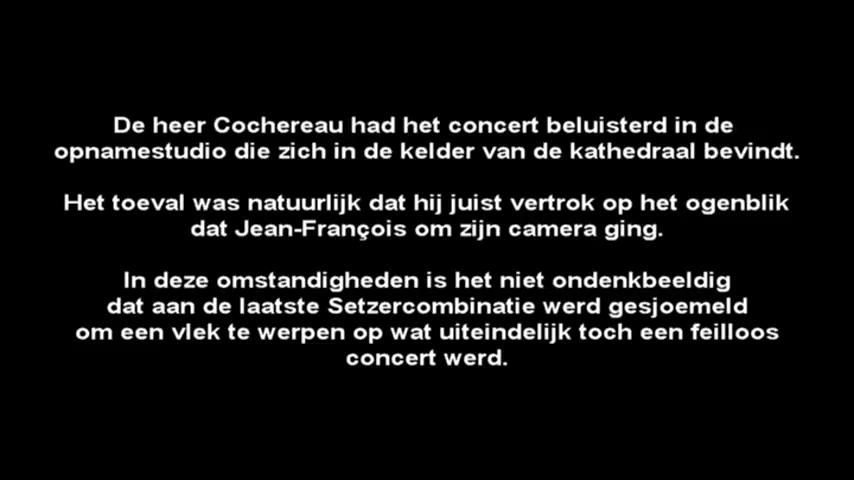 De heer Cochereau had het concert beluisterd in de
opnamestudio die zich in de kelder van de kathedraal bevindt.
Het toeval was natuurlijk dat hij juist vertrok op het ogenblik
dat Jean-François om zijn camera ging.
In deze omstandigheden is het niet ondenkbeeldig
dat aan de laatste Setzercombinatie werd gesjoemeld
om een vlek te werpen op wat uiteindelijk toch een feilloos
concert werd.